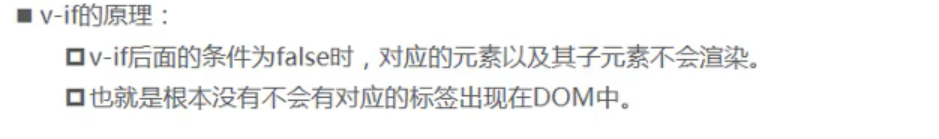 v-if的原理：
v-if后面的条件为false时，对应的元素以及其子元素不会渲染。
也就是根本没有不会有对应的标签出现在DOM中。